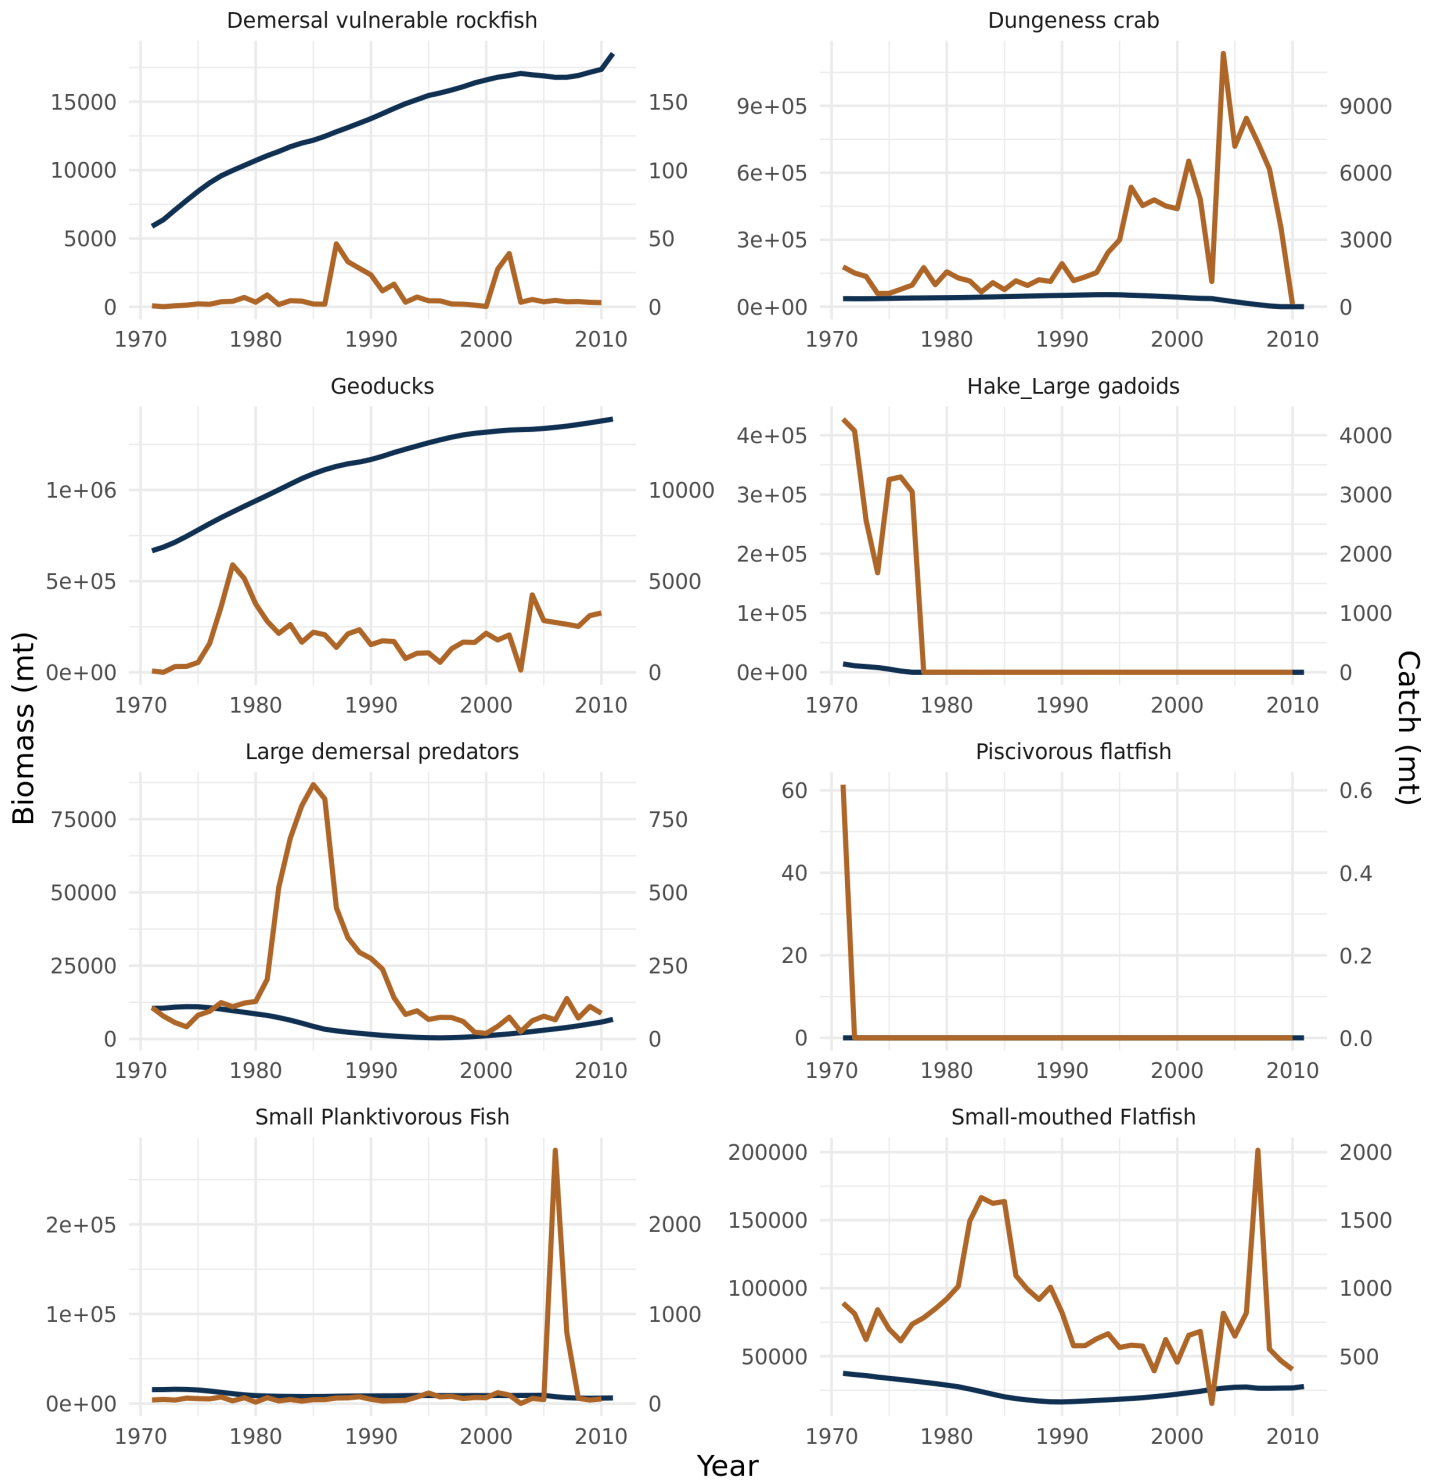 Demersal vulnerable rockfish
Dungeness crab
15000 150 9e+05 9000
10000 100 6e+05 6000
5000 50 3e+05 3000
0 0 0e+00 0
1970 1980 1990 2000 2010 1970 1980 1990 2000 2010
Geoducks
Hake_Large gadoids
4e+05 4000
1e+06 10000 3e+05 3000
5e+05 5000 2e+05 2000
1e+05 1000
0e+00 0 0e+00 0
1970 1980 1990 2000 2010 1970 1980 1990 2000 2010
Biomass (mt)
Catch (mt)
Large demersal predators
Piscivorous flatfish
75000 750 60 0.6
50000 500 40 0.4
25000 250 20 0.2
0 0 0 0.0
1970 1980 1990 2000 2010 1970 1980 1990 2000 2010
Small Planktivorous Fish
Small-mouthed Flatfish
200000 2000
2e+05 2000 150000 1500
1e+05 1000 100000 1000
50000 500
0e+00 0
1970 1980 1990 2000 2010 1970 1980 1990 2000 2010
Year